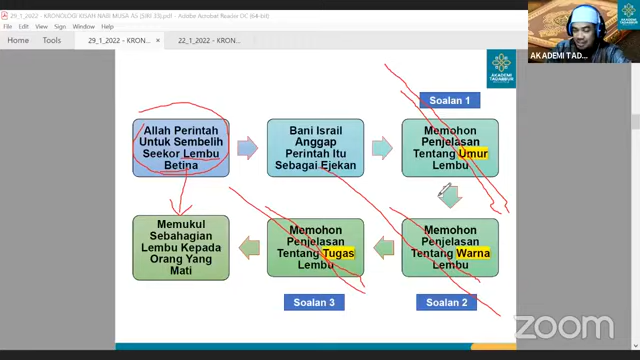 29_1_2022 - KRONOLOGI KISAH NABI MUSA AS (SIRI 35).pdf - Adobe Acrobat Reader DC (64-bit)
File Edit View Sign Window Help
Home Tools 29_1_2022 - KRON... × 22_1_2022 - KRON...
AKADEMI TAD...
AKADEMI
TADABBUR
Soalan 1
Allah Perintah
Untuk Sembelih
Seekor Lembu
Betina
Bani Israil
Anggap
Perintah Itu
Sebagai Ejekan
Memohon
Penjelasan
Tentang Umur
Lembu
Memukul
Sebahagian
Lembu Kepada
Orang Yang
Mati
Memohon
Penjelasan
Tentang Tugas
Lembu
Memohon
Penjelasan
Tentang Warna
Lembu
Soalan 3
Soalan 2
zoom